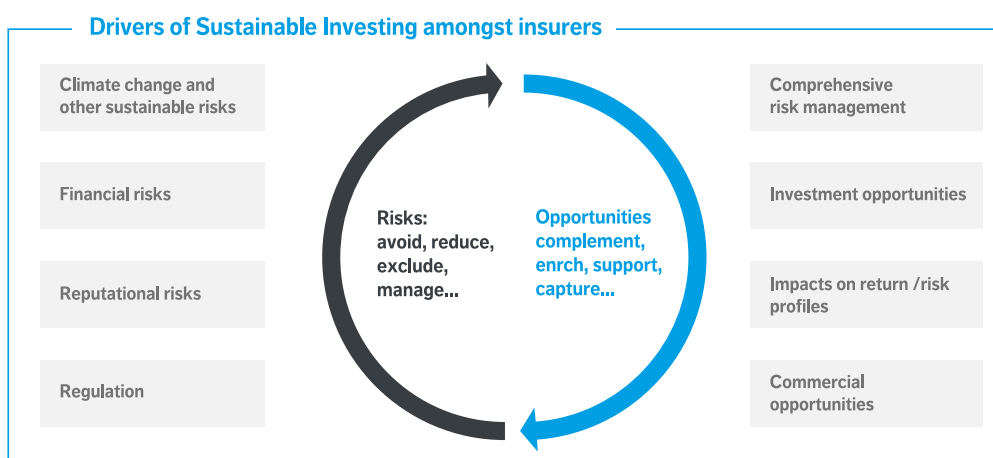 Drivers of Sustainable Investing amongst insurers
Climate change and
other sustainable risks
Financial risks
Reputational risks
Regulation
Risks:
avoid, reduce,
exclude,
manage...
Opportunities
complement,
enrch, support,
capture...
Comprehensive
risk management
Investment opportunities
Impacts on return /risk
profiles
Commercial
opportunities